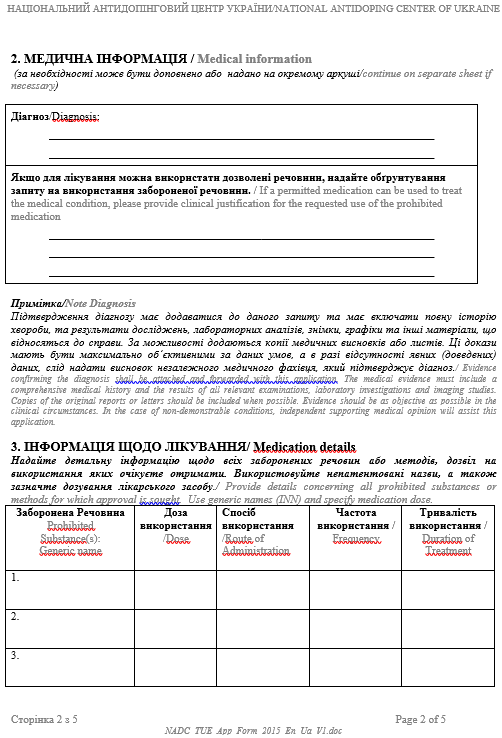 НАЦІОНАЛЬНИЙ АНТИДОПІНГОВИЙ ЦЕНТР УКРАЇНИ/NATIONAL ANTIDOPING CENTER OF UKRAINE
2. МЕДИЧНА ІНФОРМАЦІЯ / Medical information
(за необхідності може бути доповнено або надано на окремому аркуші/continue on separate sheet if
necessary)
Діагноз/Diagnosis:
Якщо для лікування можна використати дозволені речовини, надайте обґрунтування
запиту на використання забороненої речовини. / If a permitted medication can be used to treat
the medical condition, please provide clinical justification for the requested use of the prohibited
medication
Примітка/Note Diagnosis
Підтвердження діагнозу має додаватися до даного запиту та має включати повну історію
хвороби, та результати досліджень, лабораторних аналізів, знімки, графіки та інші матеріали, що
відносяться до справи. За можливості додаються копії медичних висновків або листів. Ці докази
мають бути максимально об´єктивними за даних умов, а в разі відсутності явних (доведених)
даних, слід надати висновок незалежного медичного фахівця, який підтверджує діагноз./ Evidence
confirming the diagnosis shall be attached and forwarded with this application. The medical evidence must include a
comprehensive medical history and the results of all relevant examinations, laboratory investigations and imaging studies.
Copies of the original reports or letters should be included when possible. Evidence should be as objective as possible in the
clinical circumstances. In the case of non-demonstrable conditions, independent supporting medical opinion will assist this
application.
3. ІНФОРМАЦІЯ ЩОДО ЛІКУВАННЯ/ Medication details
Надайте детальну інформацію щодо всіх заборонених речовин або методів, дозвіл на
використання яких очікуєте отримати. Використовуйте непатентовані назви, а також
зазначте дозування лікарського засобу./ Provide details concerning all prohibited substances or
methods for which approval is sought. Use generic names (INN) and specify medication dose.
Заборонена Речовина
Prohibited
Substance(s):
Generic name
Доза
використання
/Dose
Спосіб
використання
/Route of
Administration
Частота
використання /
Frequency
Тривалість
використання /
Duration of
Treatment
1.
2.
3.
Сторінка 2 з 5
Page 2 of 5
NADC_TUE_App_Form_2015_En_Ua_V1.doc